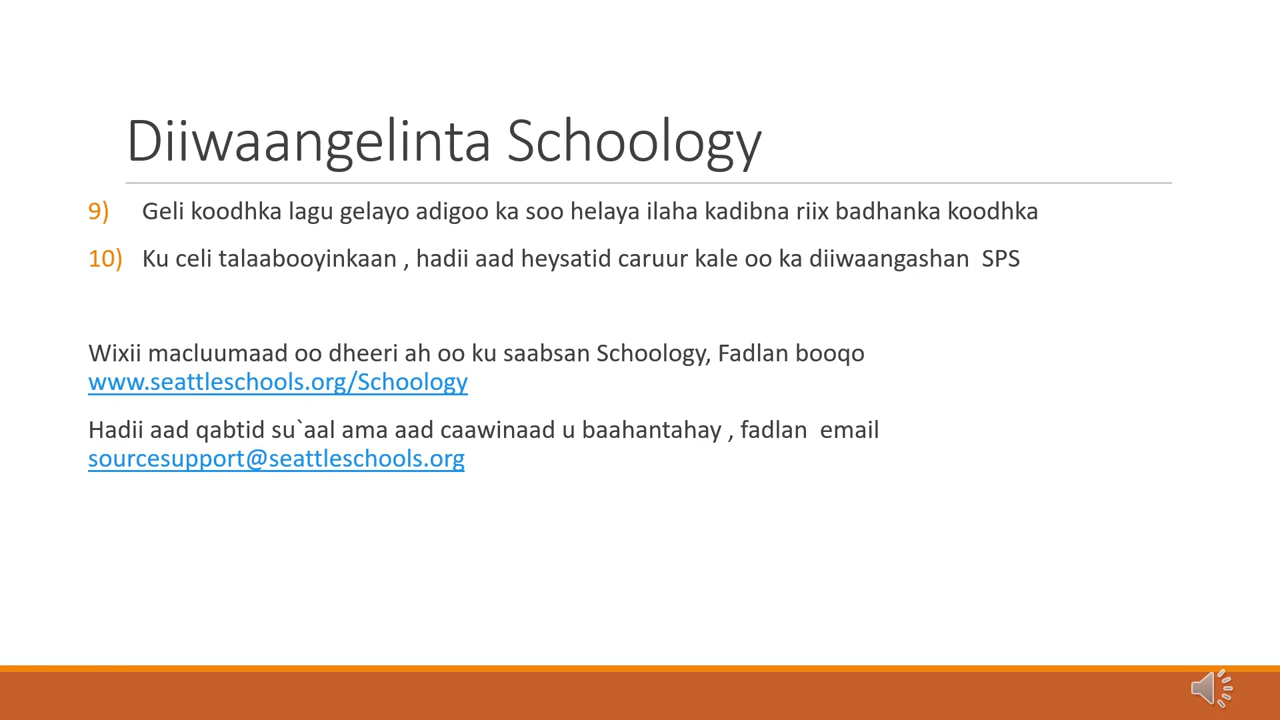 Diiwaangelinta Schoology
9) Geli koodhka lagu gelayo adigoo ka soo helaya ilaha kadibna riix badhanka koodhka
10) Ku celi talaabooyinkaan , hadii aad heysatid caruur kale oo ka diiwaangashan  SPS
Wixii macluumaad oo dheeri ah oo ku saabsan Schoology, Fadlan booqo
www.seattleschools.org/Schoology
Hadii aad qabtid su`aal ama aad caawinaad u baahantahay , fadlan  email
sourcesupport@seattleschools.org